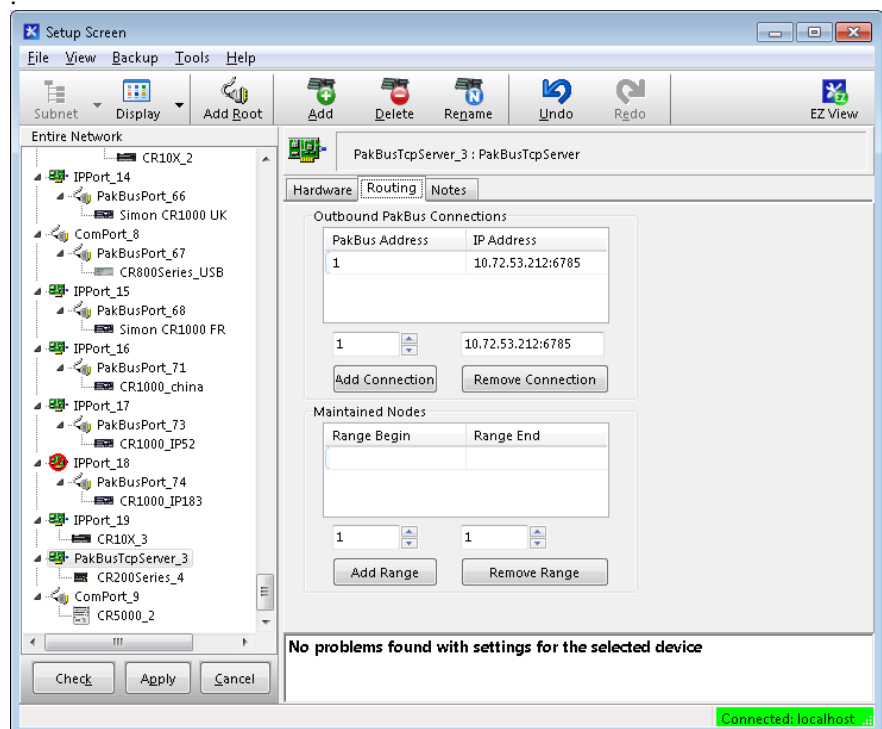 :
Setup Screen
File View Backup Tools Help
Subnet Display Add Root Add Delete Rename Undo Redo EZ View
Entire Network
CR10X_2
IPPort_14
PakBusPort_66
Simon CR1000 UK
ComPort_8
PakBusPort_67
CR800Series_USB
IPPort_15
PakBusPort_68
Simon CR1000 FR
IPPort_16
PakBusPort_71
CR1000_china
IPPort_17
PakBusPort_73
CR1000_IP52
IPPort_18
PakBusPort_74
CR1000_IP183
IPPort_19
CR10X_3
PakBusTcpServer_3
CR200Series_4
ComPort_9
CR5000_2
Check Apply Cancel
PakBusTcpServer_3 : PakBusTcpServer
Hardware Routing Notes
Outbound PakBus Connections
PakBus Address IP Address
1 10.72.53.212:6785
1 10.72.53.212:6785
Add Connection Remove Connection
Maintained Nodes
Range Begin Range End
1 1
Add Range Remove Range
No problems found with settings for the selected device
Connected: localhost